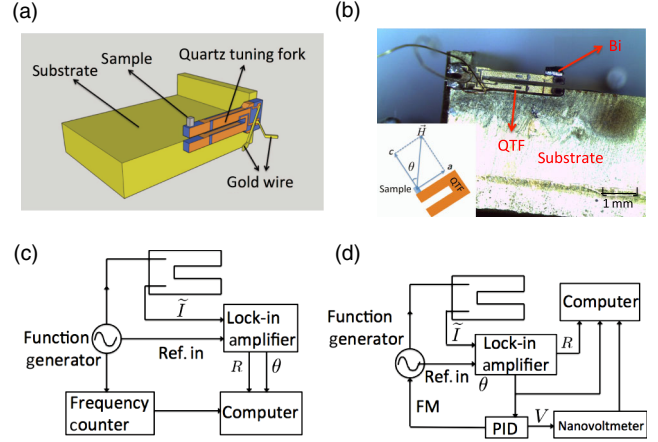 (a)
Quartz tuning fork
Sample
Substrate
Gold wire
(b)
Bi
QTF
Substrate
1 mm
H
c
a
θ
QTF
Sample
(c)
Ĩ
Function
generator
Lock-in
amplifier
Ref. in
R
θ
Frequency
counter
Computer
(d)
Computer
Ĩ
Function
generator
Lock-in
amplifier
R
Ref. in
θ
FM
PID
V
Nanovoltmeter